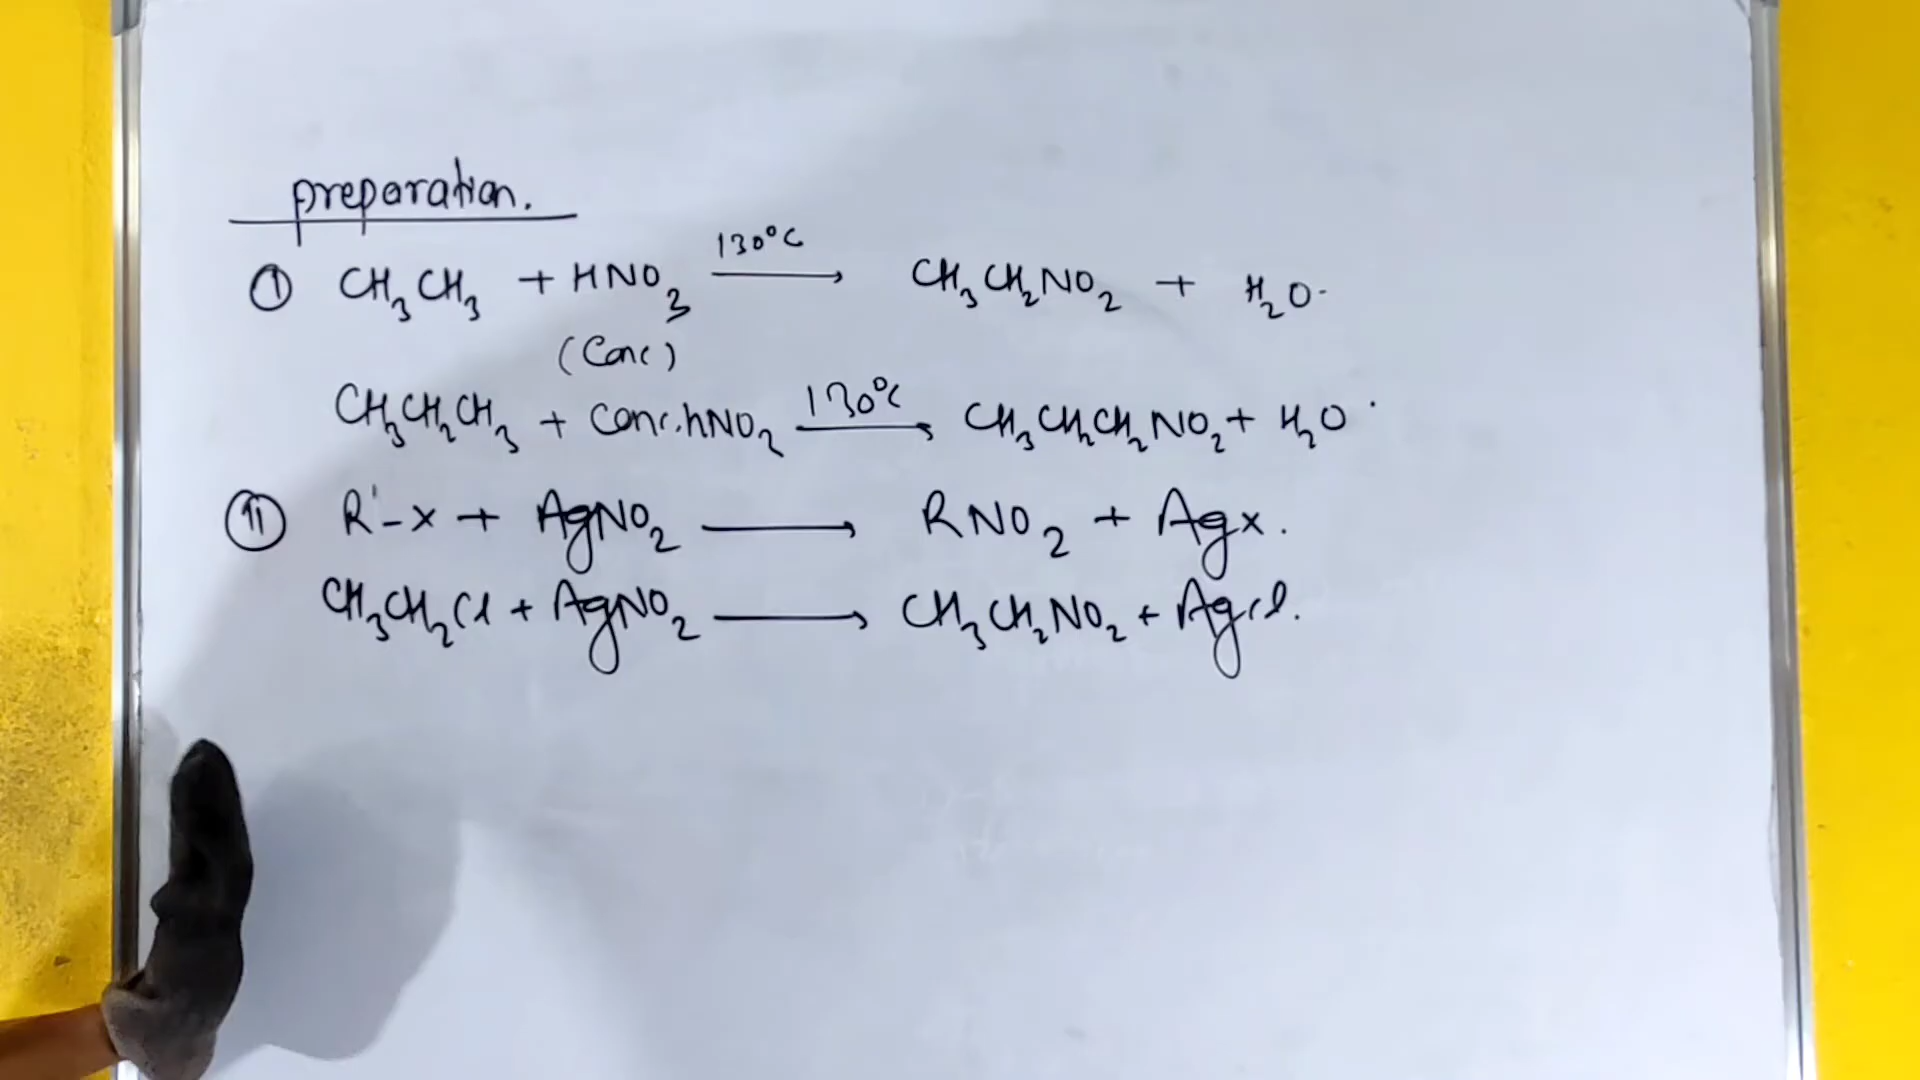 preparation.
① CH₃CH₃ + HNO₃ 130°C → CH₃CH₂NO₂ + H₂O.
(Conc)
CH₃CH₂CH₃ + Conc.hNO₂ 130°C → CH₃CH₂CH₂NO₂ + H₂O.
ⅠⅠ R'-x + AgNO₂ → RNO₂ + Agx.
CH₃CH₂Cl + AgNO₂ → CH₃CH₂NO₂ + Agcl.